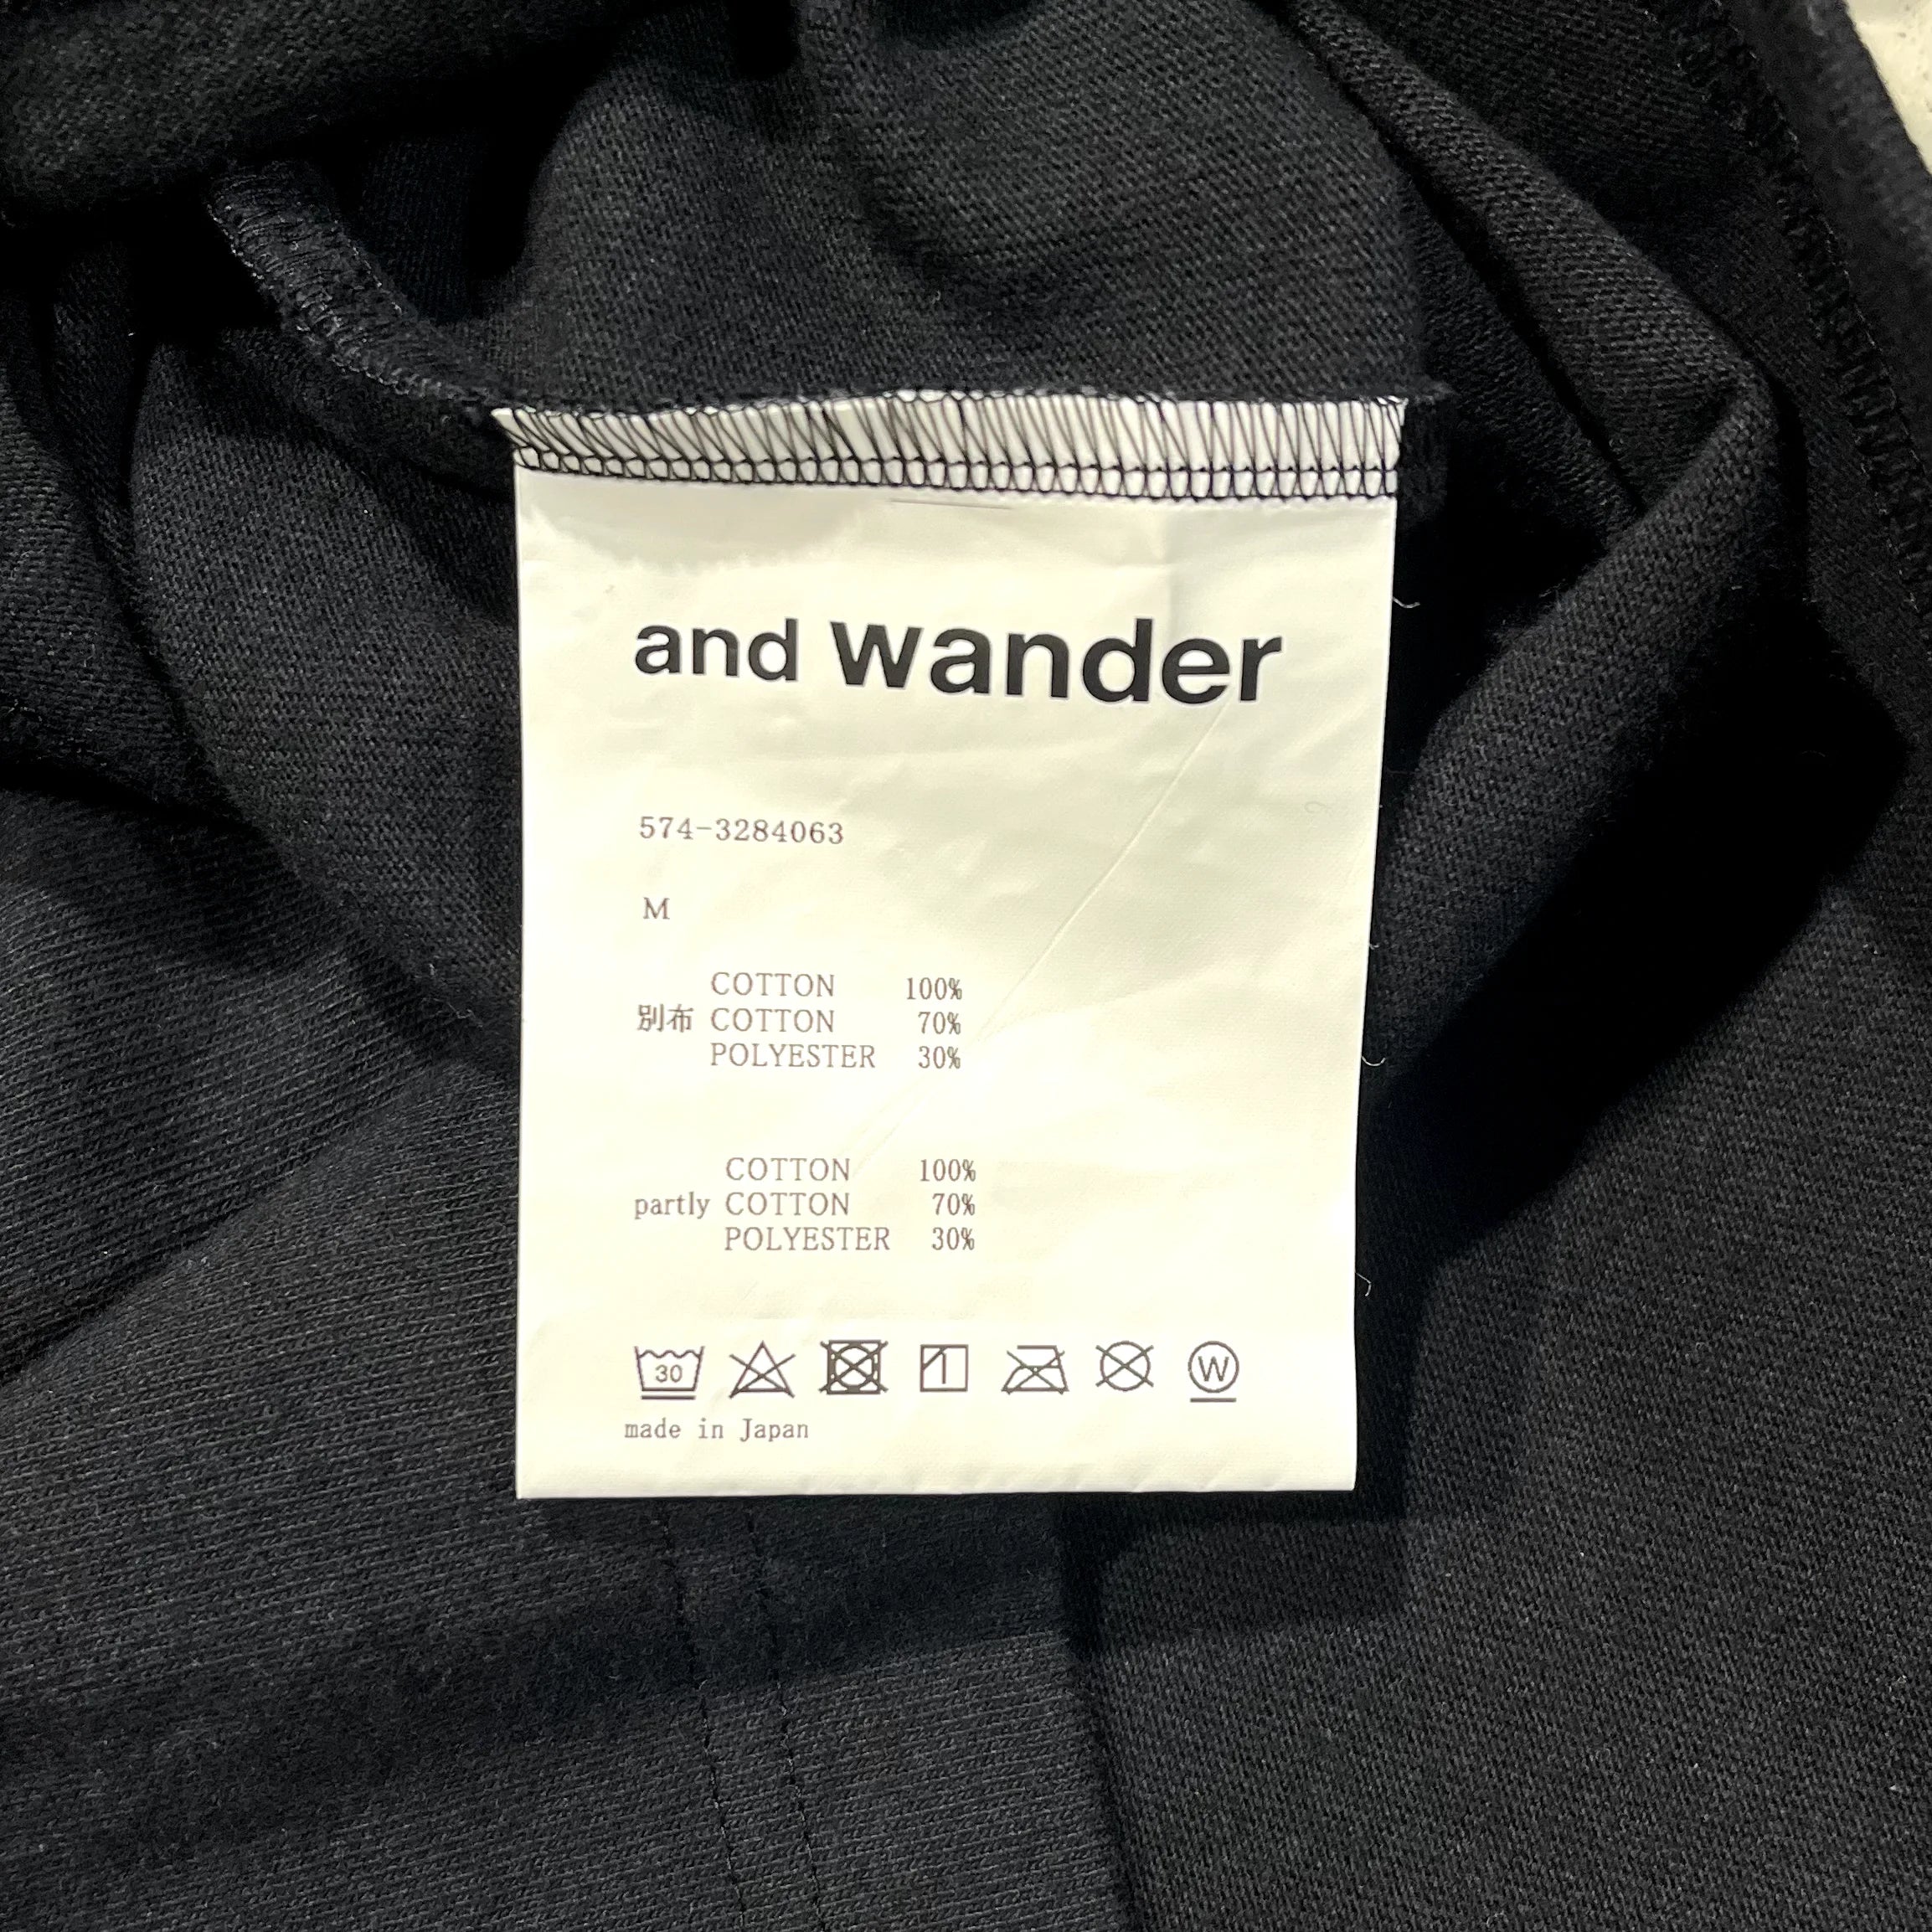 and wander
574-3284063
M
COTTON 100%
別布 COTTON 70%
POLYESTER 30%
COTTON 100%
partly COTTON 70%
POLYESTER 30%
30 W
made in Japan